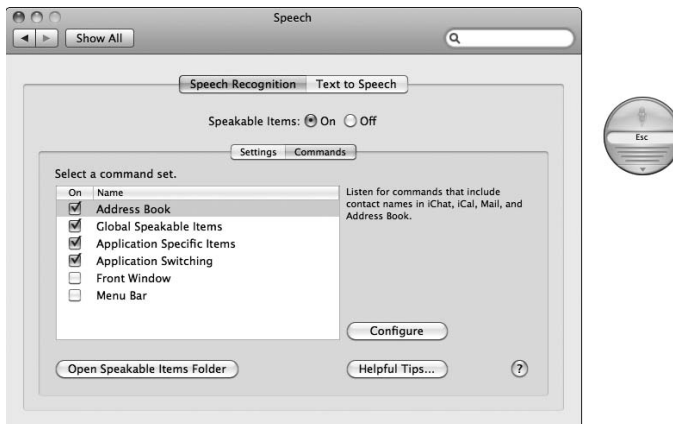 Speech
Show All
Speech Recognition Text to Speech
Speakable Items: On Off
Settings Commands
Select a command set.
On Name
Address Book
Global Speakable Items
Application Specific Items
Application Switching
Front Window
Menu Bar
Listen for commands that include
contact names in iChat, iCal, Mail, and
Address Book.
Configure
Open Speakable Items Folder
Helpful Tips...
?
Esc